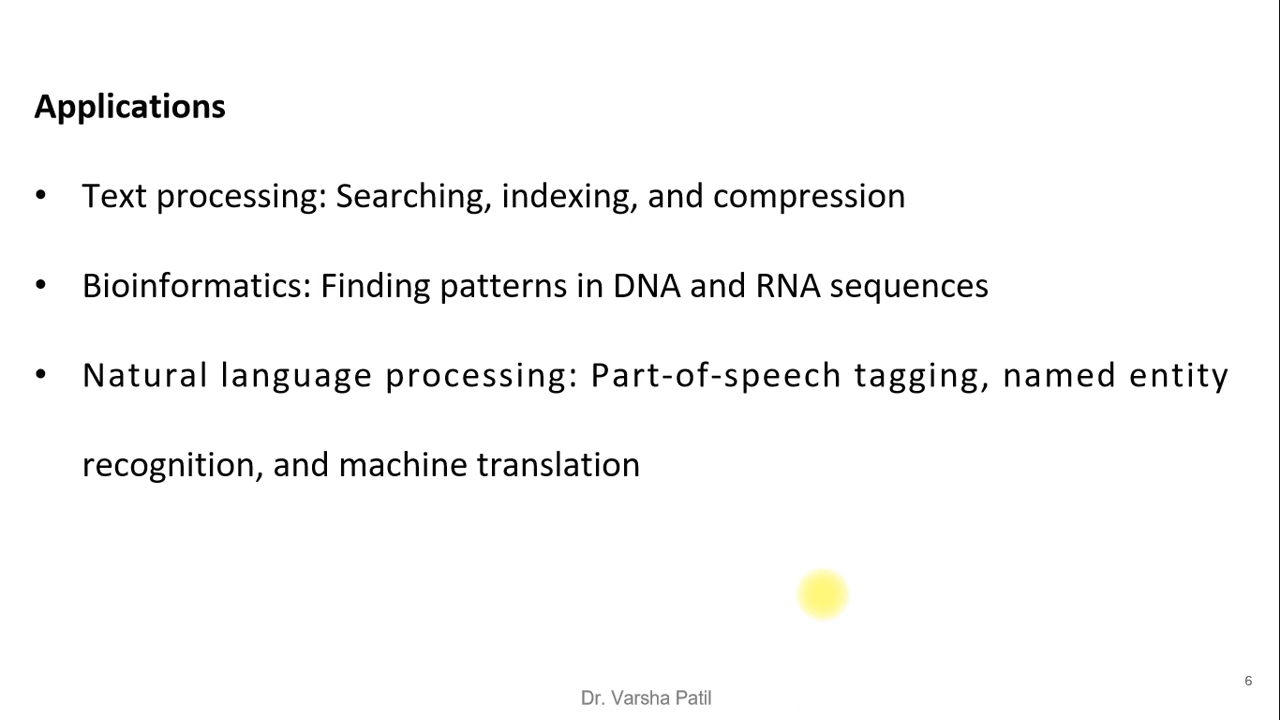 Applications
• Text processing: Searching, indexing, and compression
• Bioinformatics: Finding patterns in DNA and RNA sequences
• Natural language processing: Part-of-speech tagging, named entity
recognition, and machine translation
6
Dr. Varsha Patil